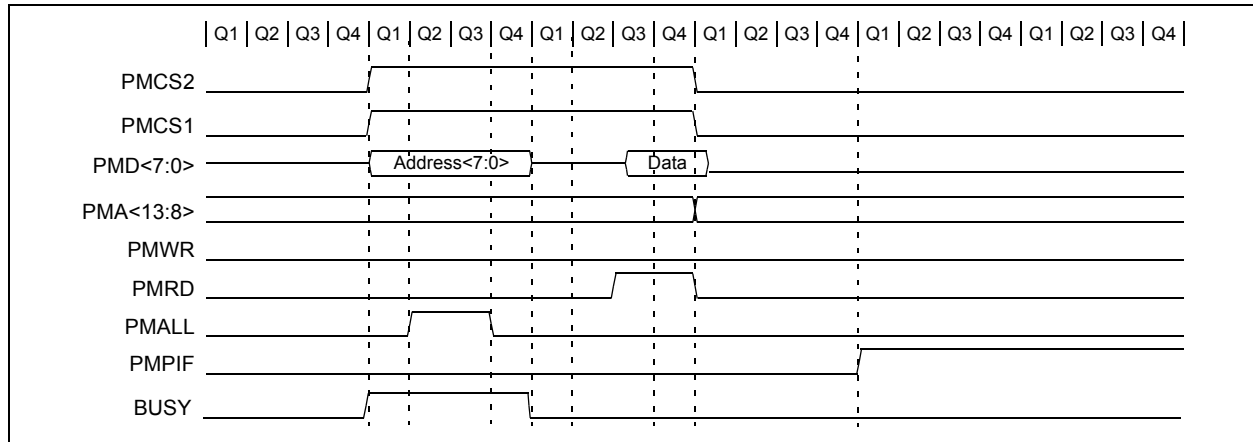 Q1 Q2 Q3 Q4 Q1 Q2 Q3 Q4 Q1 Q2 Q3 Q4 Q1 Q2 Q3 Q4 Q1 Q2 Q3 Q4 Q1 Q2 Q3 Q4
PMCS2
PMCS1
PMD<7:0> Address<7:0> Data
PMA<13:8>
PMWR
PMRD
PMALL
PMPIF
BUSY